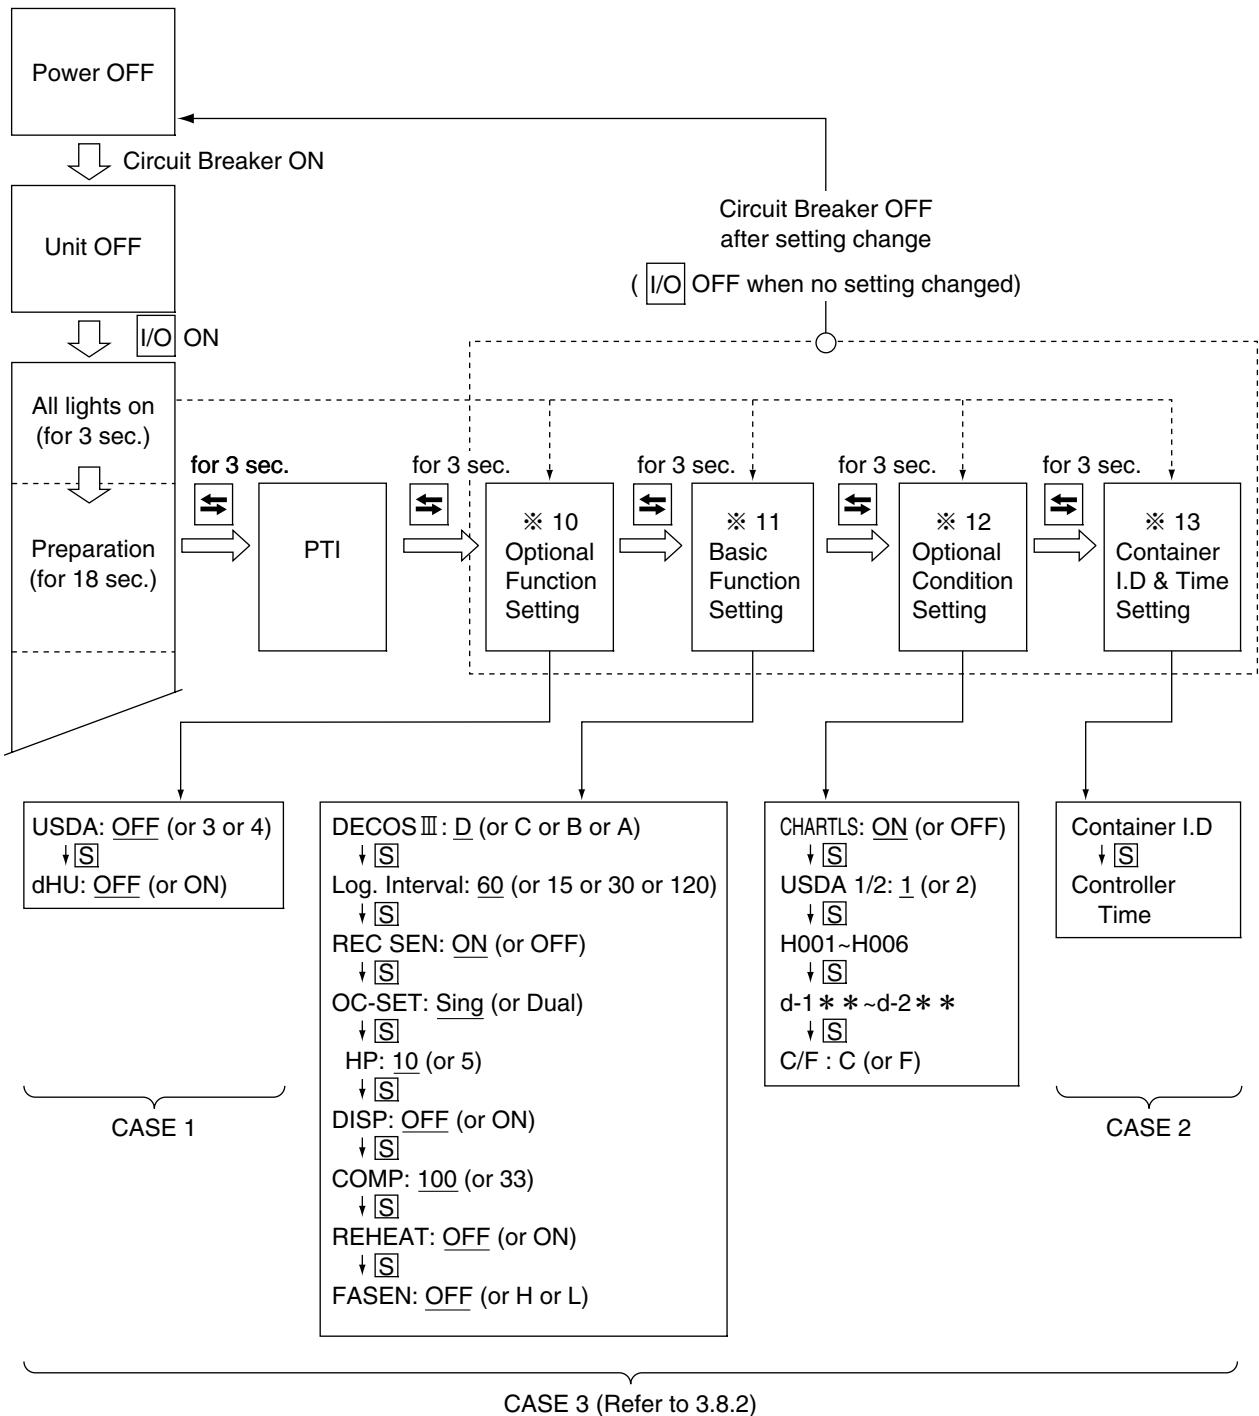 Power OFF
Circuit Breaker ON
Unit OFF
Circuit Breaker OFF
after setting change
( I/O OFF when no setting changed)
I/O ON
All lights on
(for 3 sec.)
Preparation
(for 18 sec.)
for 3 sec.
PTI
for 3 sec.
※ 10
Optional
Function
Setting
for 3 sec.
※ 11
Basic
Function
Setting
for 3 sec.
※ 12
Optional
Condition
Setting
for 3 sec.
※ 13
Container
I.D & Time
Setting
USDA: OFF (or 3 or 4)
S
dHU: OFF (or ON)
CASE 1
DECOSⅢ: D (or C or B or A)
S
Log. Interval: 60 (or 15 or 30 or 120)
S
REC SEN: ON (or OFF)
S
OC-SET: Sing (or Dual)
S
HP: 10 (or 5)
S
DISP: OFF (or ON)
S
COMP: 100 (or 33)
S
REHEAT: OFF (or ON)
S
FASEN: OFF (or H or L)
CHARTLS: ON (or OFF)
S
USDA 1/2: 1 (or 2)
S
H001~H006
S
d-1＊＊~d-2＊＊
S
C/F : C (or F)
Container I.D
S
Controller
Time
CASE 2
CASE 3 (Refer to 3.8.2)